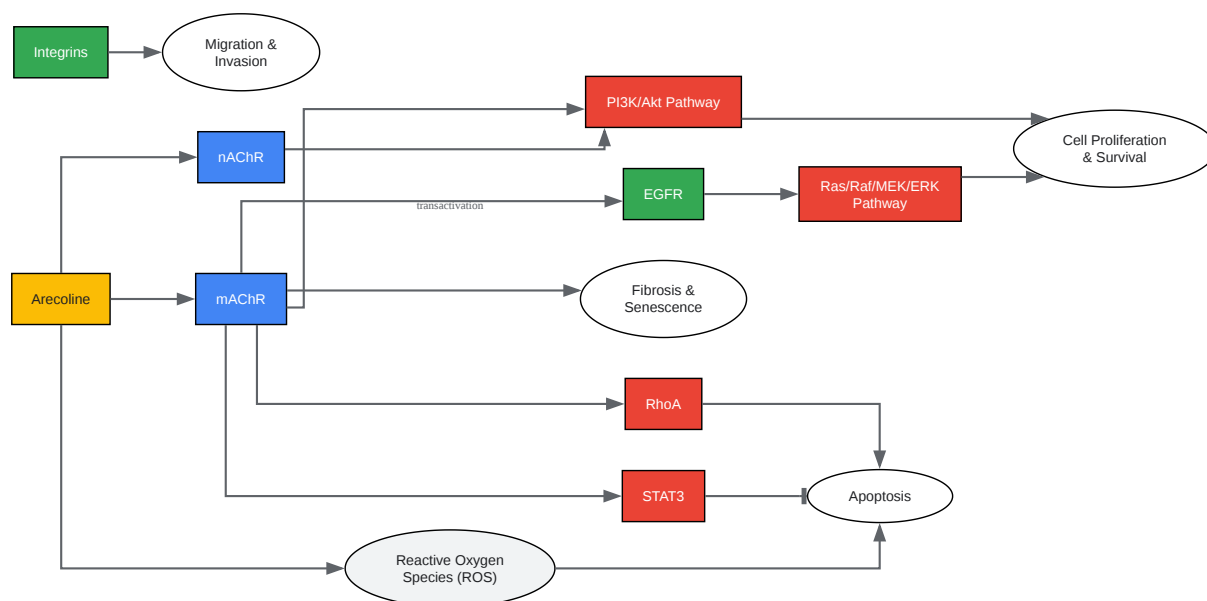 Integrins
Migration &
Invasion
PI3K/Akt Pathway
Cell Proliferation
& Survival
nAChR
EGFR
Ras/Raf/MEK/ERK
Pathway
transactivation
Arecoline
mAChR
Fibrosis &
Senescence
RhoA
STAT3
Apoptosis
Reactive Oxygen
Species (ROS)